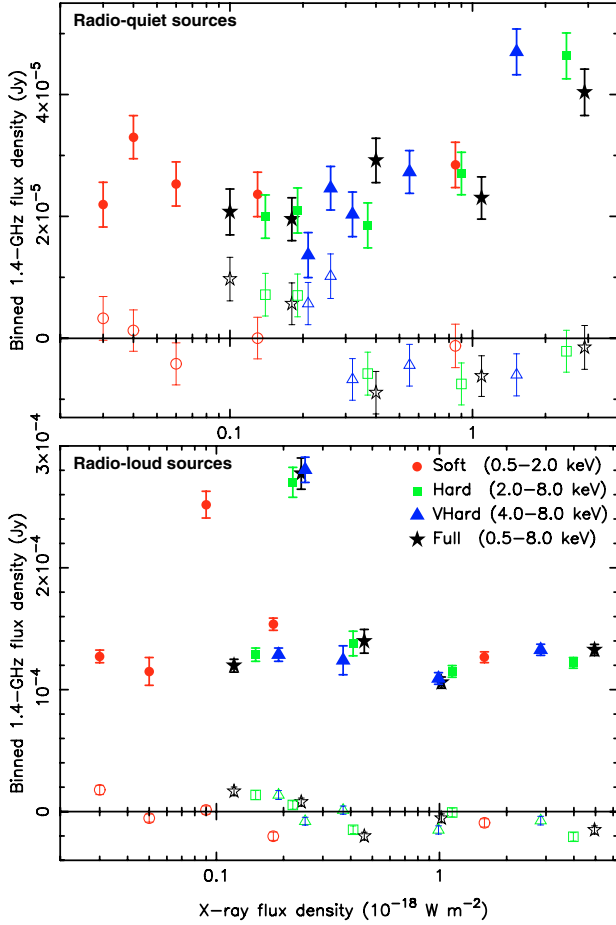 Radio-quiet sources
Binned 1.4-GHz flux density (Jy)
4×10⁻⁵
2×10⁻⁵
0
0.1
1
Radio-loud sources
Binned 1.4-GHz flux density (Jy)
3×10⁻⁴
2×10⁻⁴
10⁻⁴
0
Soft (0.5-2.0 keV)
Hard (2.0-8.0 keV)
VHard (4.0-8.0 keV)
Full (0.5-8.0 keV)
0.1
1
X-ray flux density (10⁻¹⁸ W m⁻²)